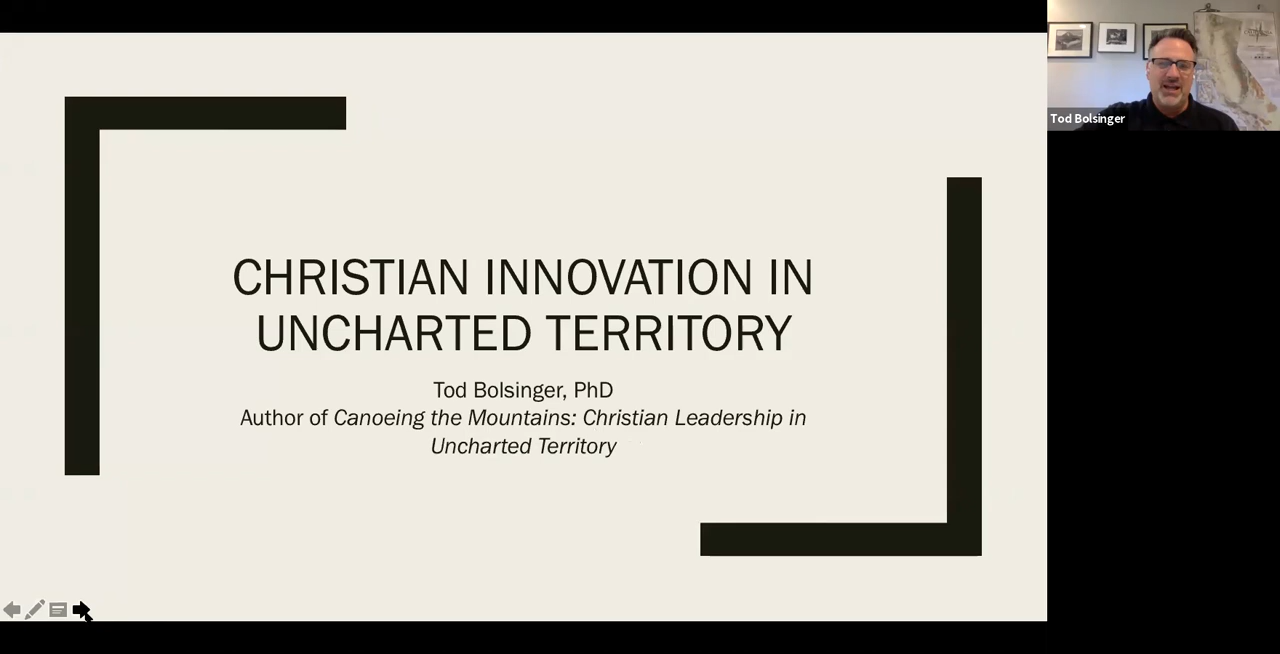 CHRISTIAN INNOVATION IN
UNCHARTED TERRITORY
Tod Bolsinger, PhD
Author of Canoeing the Mountains: Christian Leadership in
Uncharted Territory
Tod Bolsinger